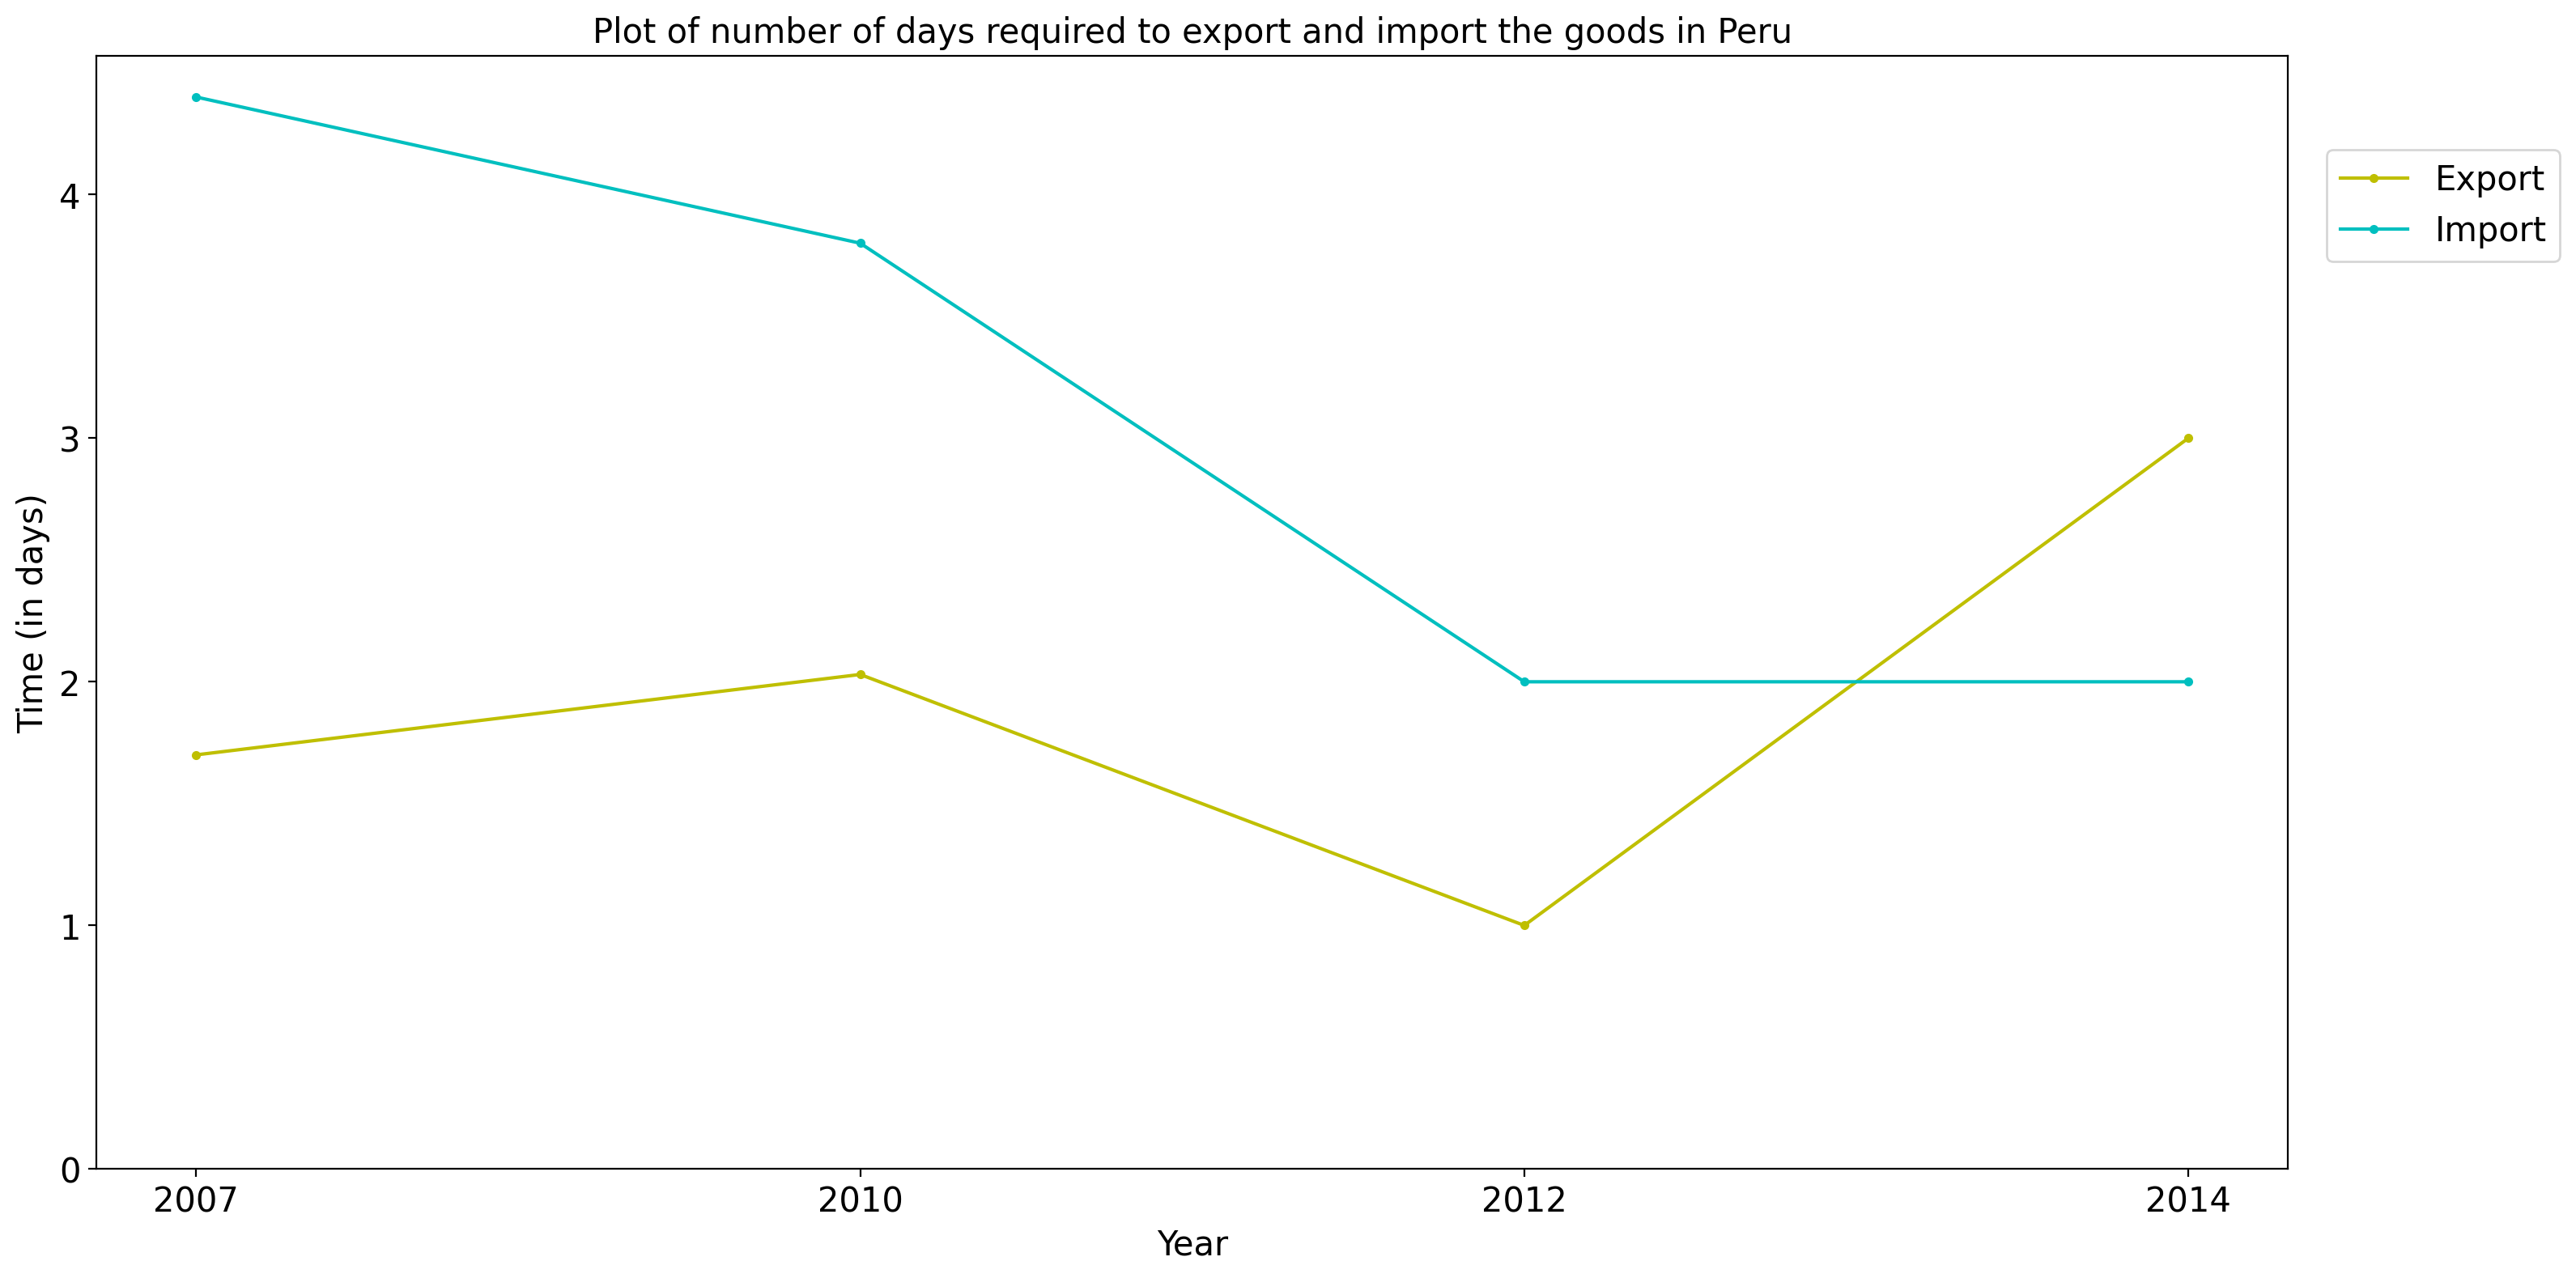 Plot of number of days required to export and import the goods in Peru
Export
Import
4
3
2
1
0
Time (in days)
2007 2010 2012 2014
Year